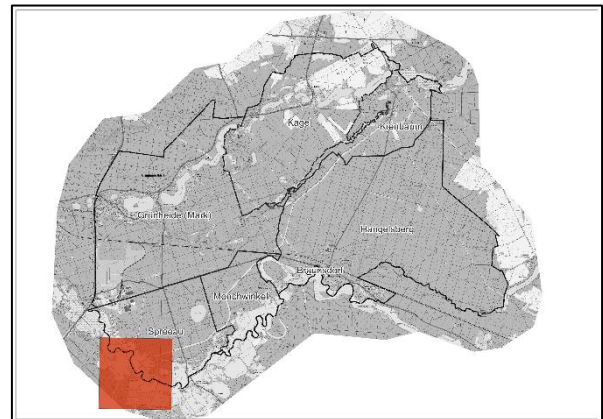 Kagel
Kienbaum
Grünheide (Mark)
Hangelsberg
Braunsdorf
Mönchwinkel
Spreeau